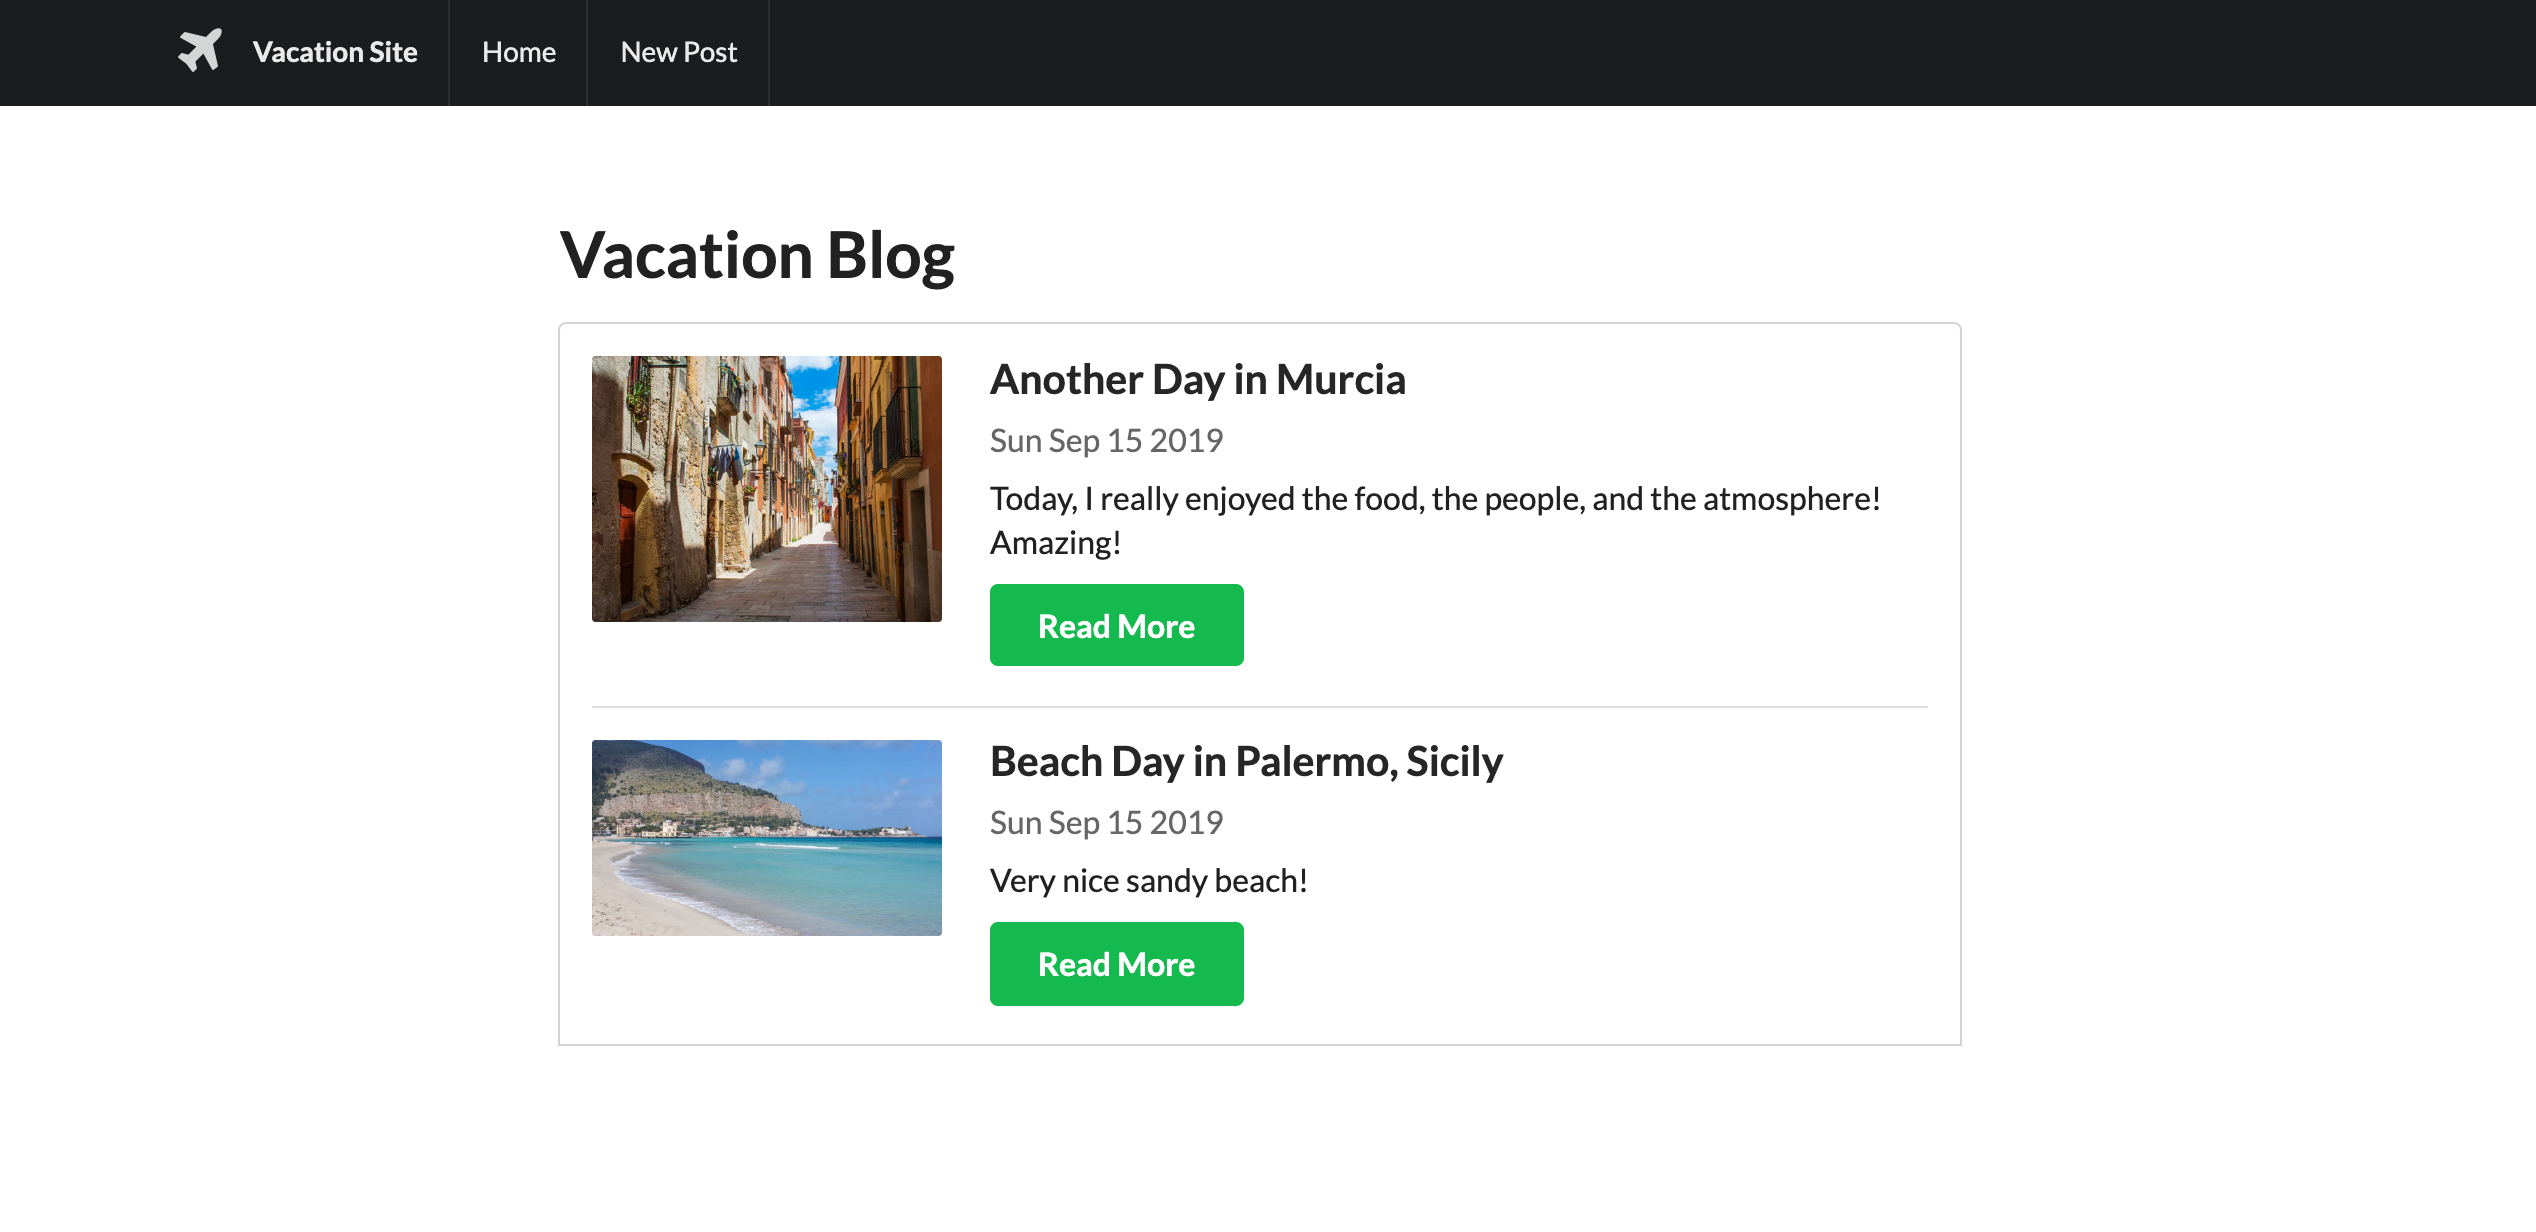 Vacation Site
Home
New Post
Vacation Blog
Another Day in Murcia
Sun Sep 15 2019
Today, I really enjoyed the food, the people, and the atmosphere!
Amazing!
Read More
Beach Day in Palermo, Sicily
Sun Sep 15 2019
Very nice sandy beach!
Read More